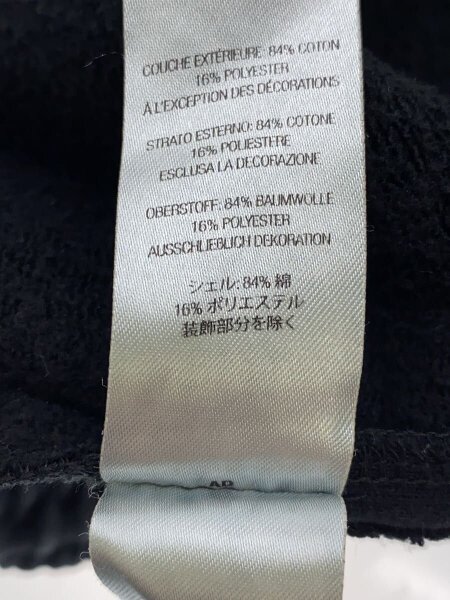 COUCHE EXTÉRIEURE: 84% COTON
16% POLYESTER
À L'EXCEPTION DES DÉCORATIONS
STRATO ESTERNO: 84% COTONE
16% POLIESTERE
ESCLUSA LA DECORAZIONE
OBERSTOFF: 84% BAUMWOLLE
16% POLYESTER
AUSSCHLIEBLICH DEKORATION
シェル: 84% 綿
16% ポリエステル
装飾部分を除く